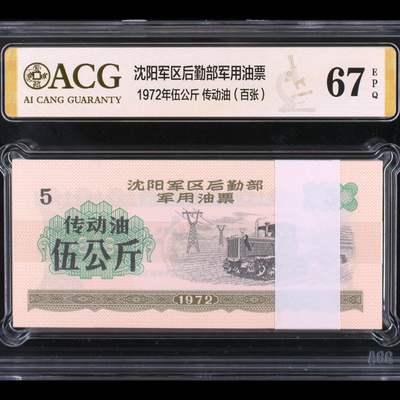 ACG
AI CANG GUARANTY
沈阳军区后勤部军用油票
1972年伍公斤 传动油（百张）
67
EPQ
5
沈阳军区后勤部
军用油票
传动油
伍公斤
1972
ACG